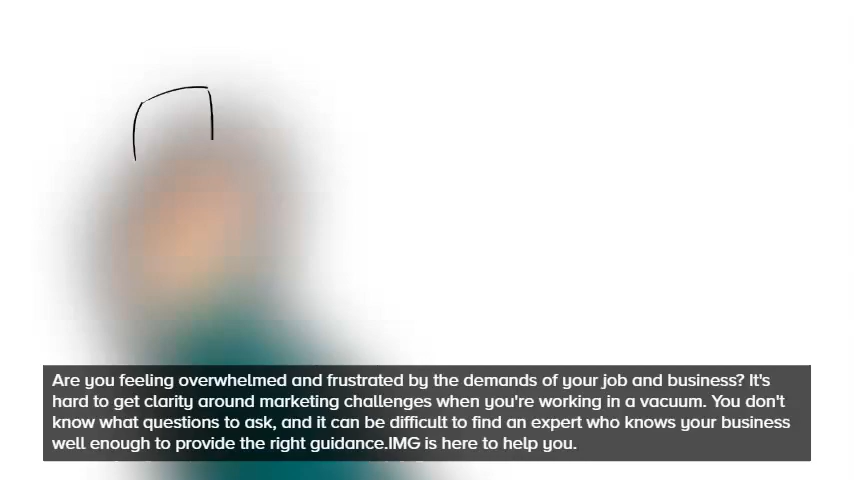 Are you feeling overwhelmed and frustrated by the demands of your job and business? It's
hard to get clarity around marketing challenges when you're working in a vacuum. You don't
know what questions to ask, and it can be difficult to find an expert who knows your business
well enough to provide the right guidance.IMG is here to help you.